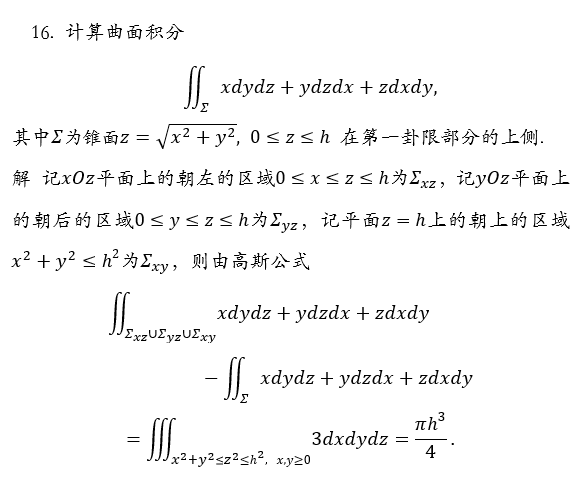 16. 计算曲面积分
∬_Σ xdydz + ydzdx + zdxdy,
其中Σ为锥面z = √(x² + y²), 0 ≤ z ≤ h 在第一卦限部分的上侧.
解 记xOz平面上的朝左的区域0 ≤ x ≤ z ≤ h为Σ_xz，记yOz平面上
的朝后的区域0 ≤ y ≤ z ≤ h为Σ_yz，记平面z = h上的朝上的区域
x² + y² ≤ h²为Σ_xy，则由高斯公式
∬_{Σ_xz∪Σ_yz∪Σ_xy} xdydz + ydzdx + zdxdy
− ∬_Σ xdydz + ydzdx + zdxdy
= ∭_{x²+y²≤z²≤h², x,y≥0} 3dxdydz = πh³/4.